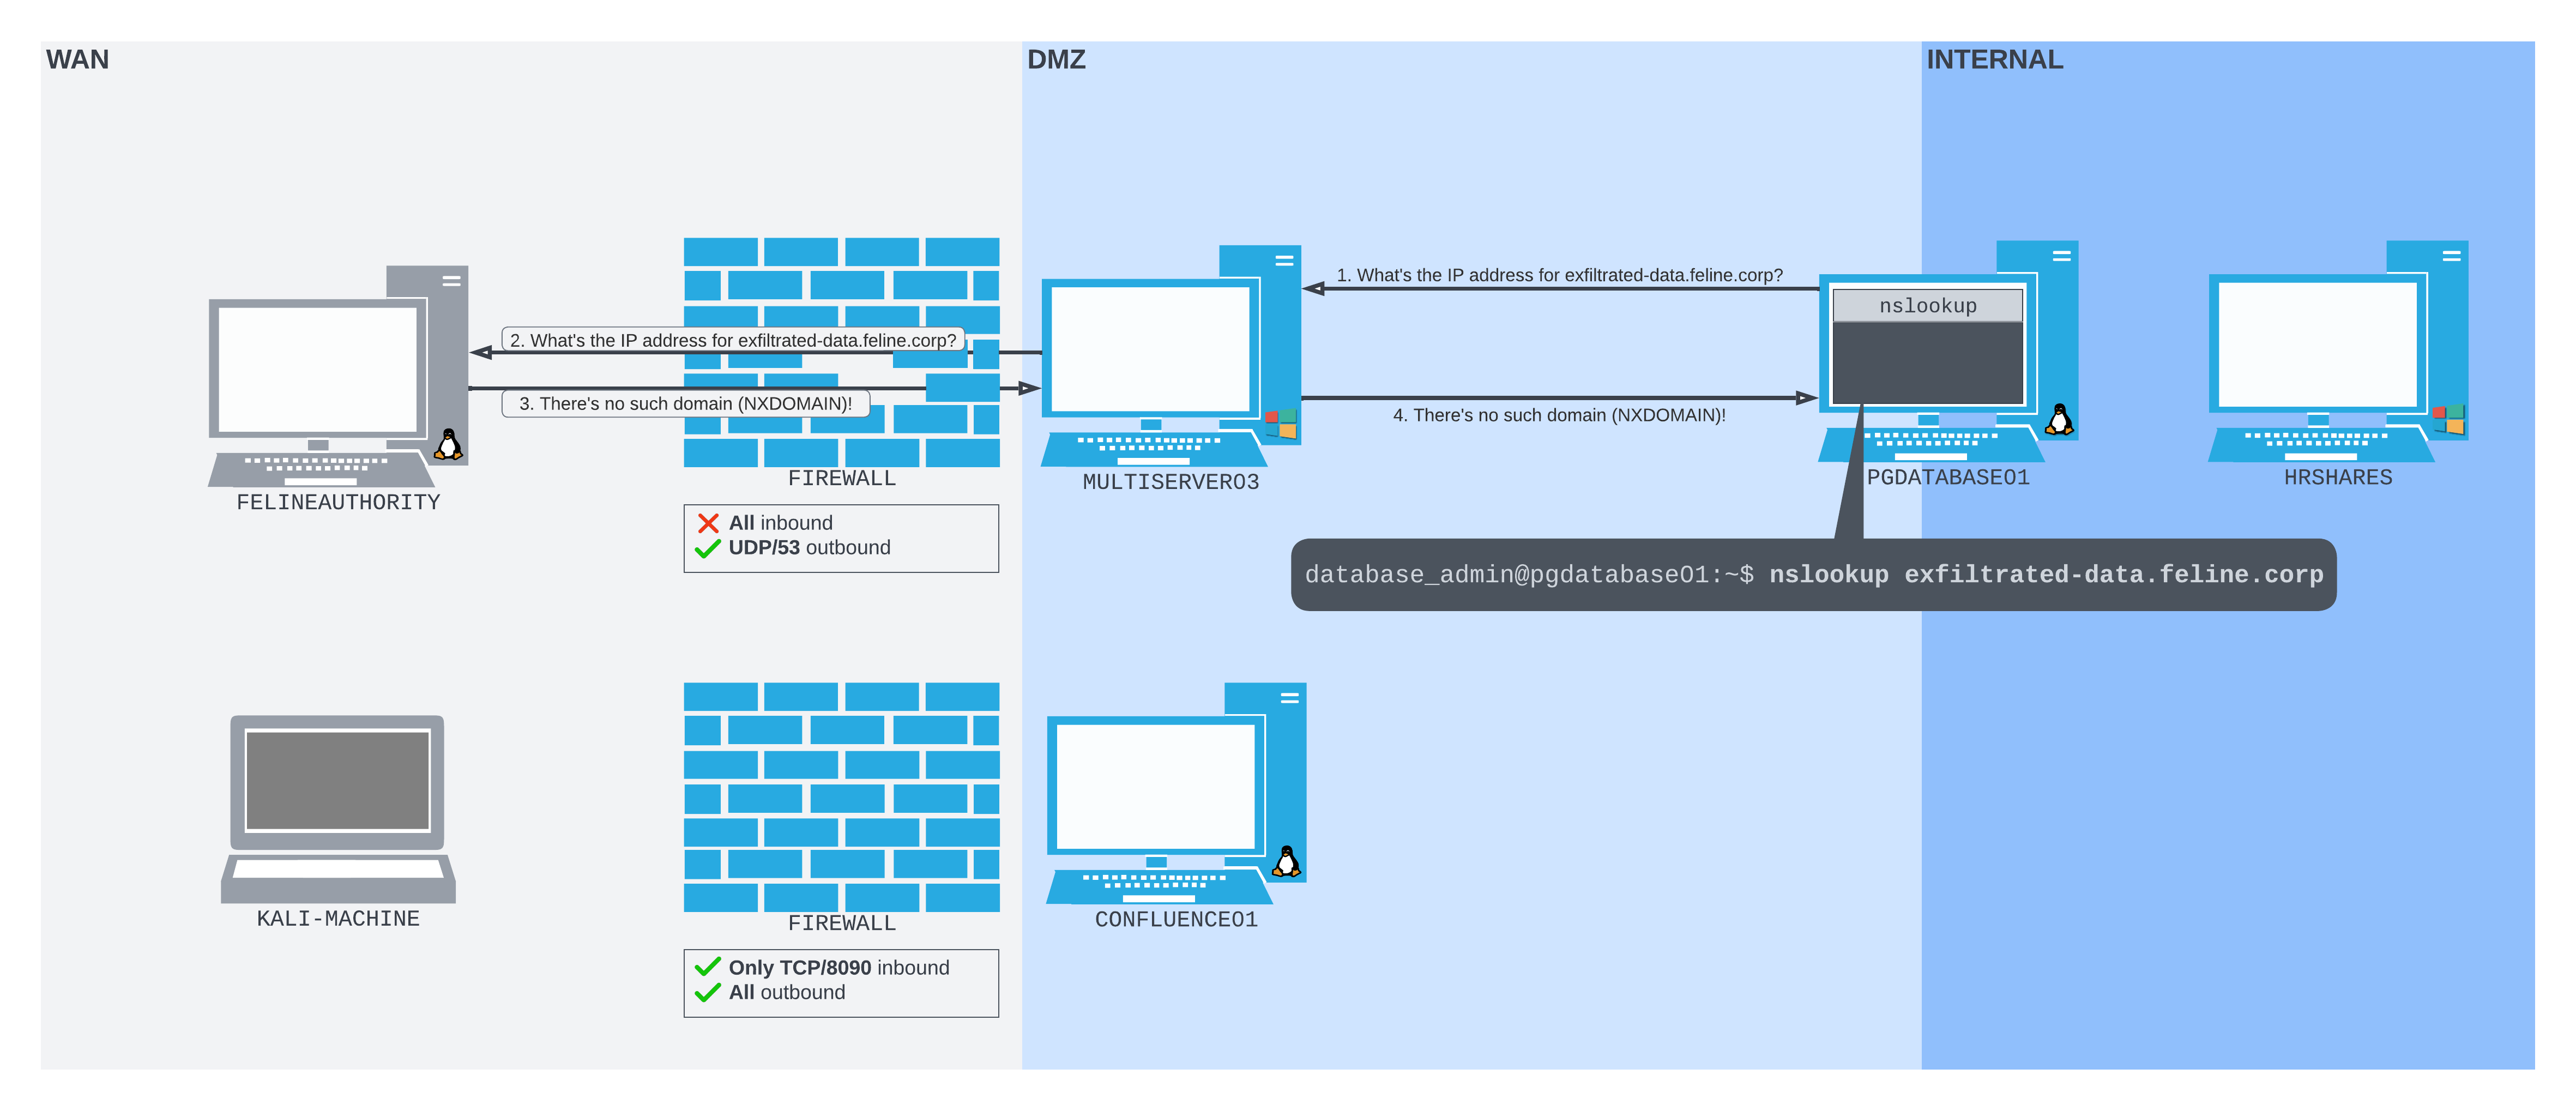 WAN
DMZ
INTERNAL
1. What's the IP address for exfiltrated-data.feline.corp?
nslookup
2. What's the IP address for exfiltrated-data.feline.corp?
3. There's no such domain (NXDOMAIN)!
4. There's no such domain (NXDOMAIN)!
FELINEAUTHORITY
FIREWALL
MULTISERVER03
PGDATABASE01
HRSHARES
All inbound
UDP/53 outbound
database_admin@pgdatabase01:~$ nslookup exfiltrated-data.feline.corp
KALI-MACHINE
FIREWALL
CONFLUENCE01
Only TCP/8090 inbound
All outbound